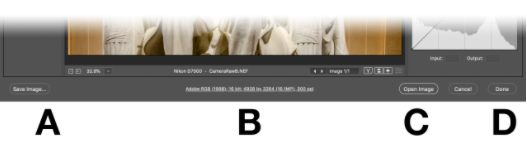 Input: Output:
33.8% Nikon D7000 - CameraRaw8.NEF Image 1/1
Save Image... Adobe RGB (1998); 16 bit; 4928 by 3264 (16.1MP); 300 ppi Open Image Cancel Done
A B C D